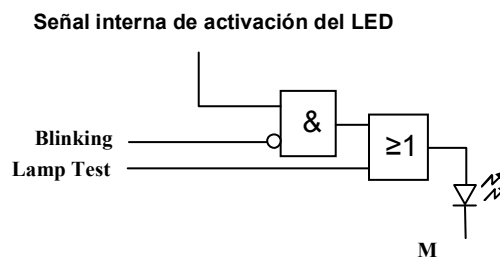 Señal interna de activación del LED
&
Blinking
≥1
Lamp Test
M